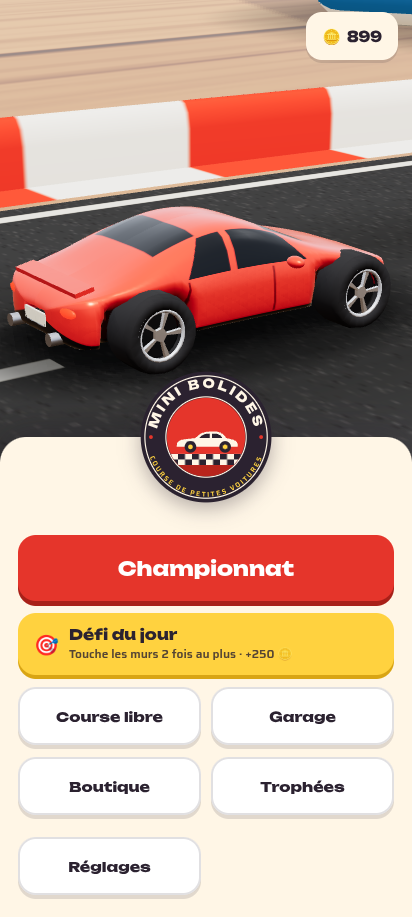 899
MINI BOLIDES
COURSE DE PETITES VOITURES
Championnat
Défi du jour
Touche les murs 2 fois au plus · +250
Course libre
Garage
Boutique
Trophées
Réglages